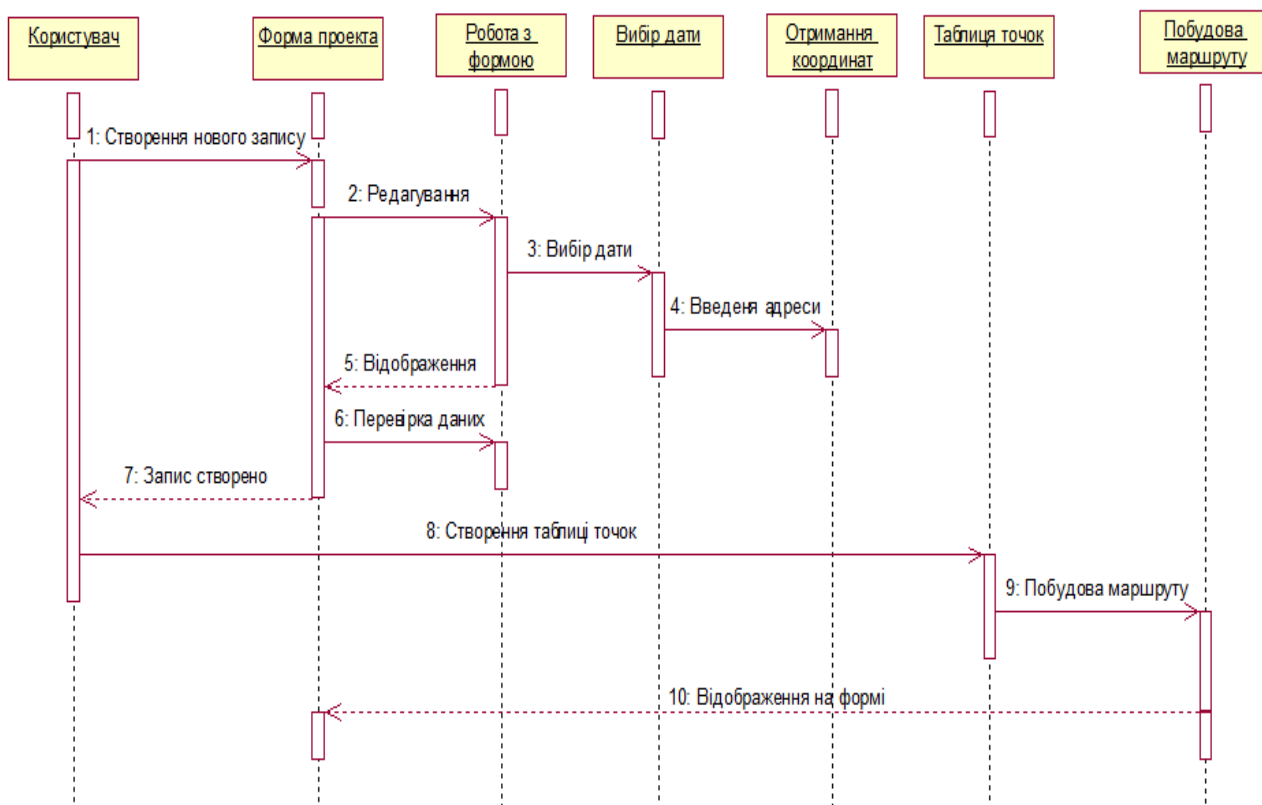 Користувач
Форма проекта
Робота з
формою
Вибір дати
Отримання
координат
Таблиця точок
Побудова
маршруту
1: Створення нового запису
2: Редагування
3: Вибір дати
4: Введеня адреси
5: Відображення
6: Перевірка даних
7: Запис створено
8: Створення таблиці точок
9: Побудова маршруту
10: Відображення на формі